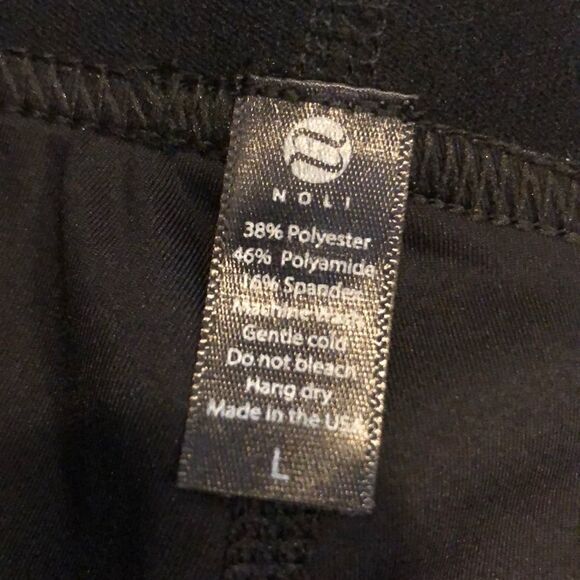 NOLI
38% Polyester
46% Polyamide
16% Spandex
Machine Wash
Gentle cold
Do not bleach
Hang dry
Made in the USA
L